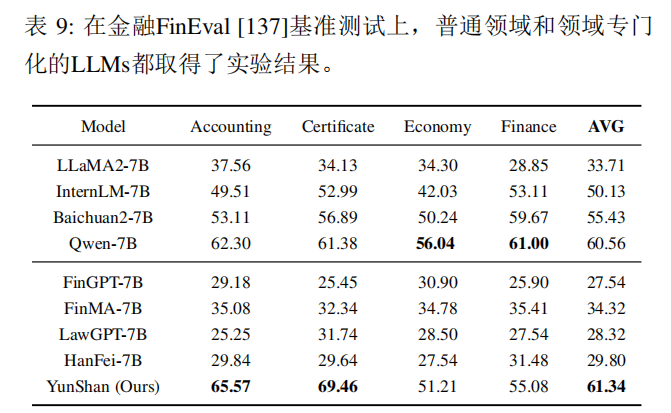 表 9: 在金融FinEval [137]基准测试上，普通领域和领域专门
化的LLMs都取得了实验结果。
Model Accounting Certificate Economy Finance AVG
LLaMA2-7B 37.56 34.13 34.30 28.85 33.71
InternLM-7B 49.51 52.99 42.03 53.11 50.13
Baichuan2-7B 53.11 56.89 50.24 59.67 55.43
Qwen-7B 62.30 61.38 56.04 61.00 60.56
FinGPT-7B 29.18 25.45 30.90 25.90 27.54
FinMA-7B 35.08 32.34 34.78 35.41 34.32
LawGPT-7B 25.25 31.74 28.50 27.54 28.32
HanFei-7B 29.84 29.64 27.54 31.48 29.80
YunShan (Ours) 65.57 69.46 51.21 55.08 61.34